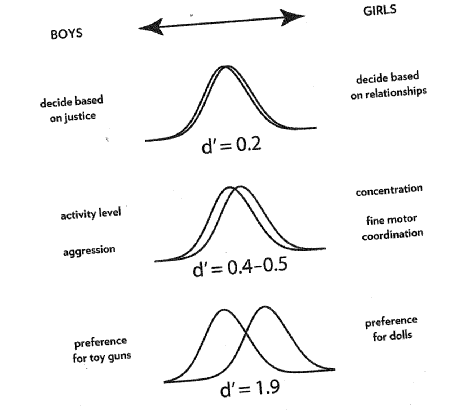 BOYS
GIRLS
decide based
on justice
decide based
on relationships
d' = 0.2
activity level
aggression
concentration
fine motor
coordination
d' = 0.4–0.5
preference
for toy guns
preference
for dolls
d' = 1.9